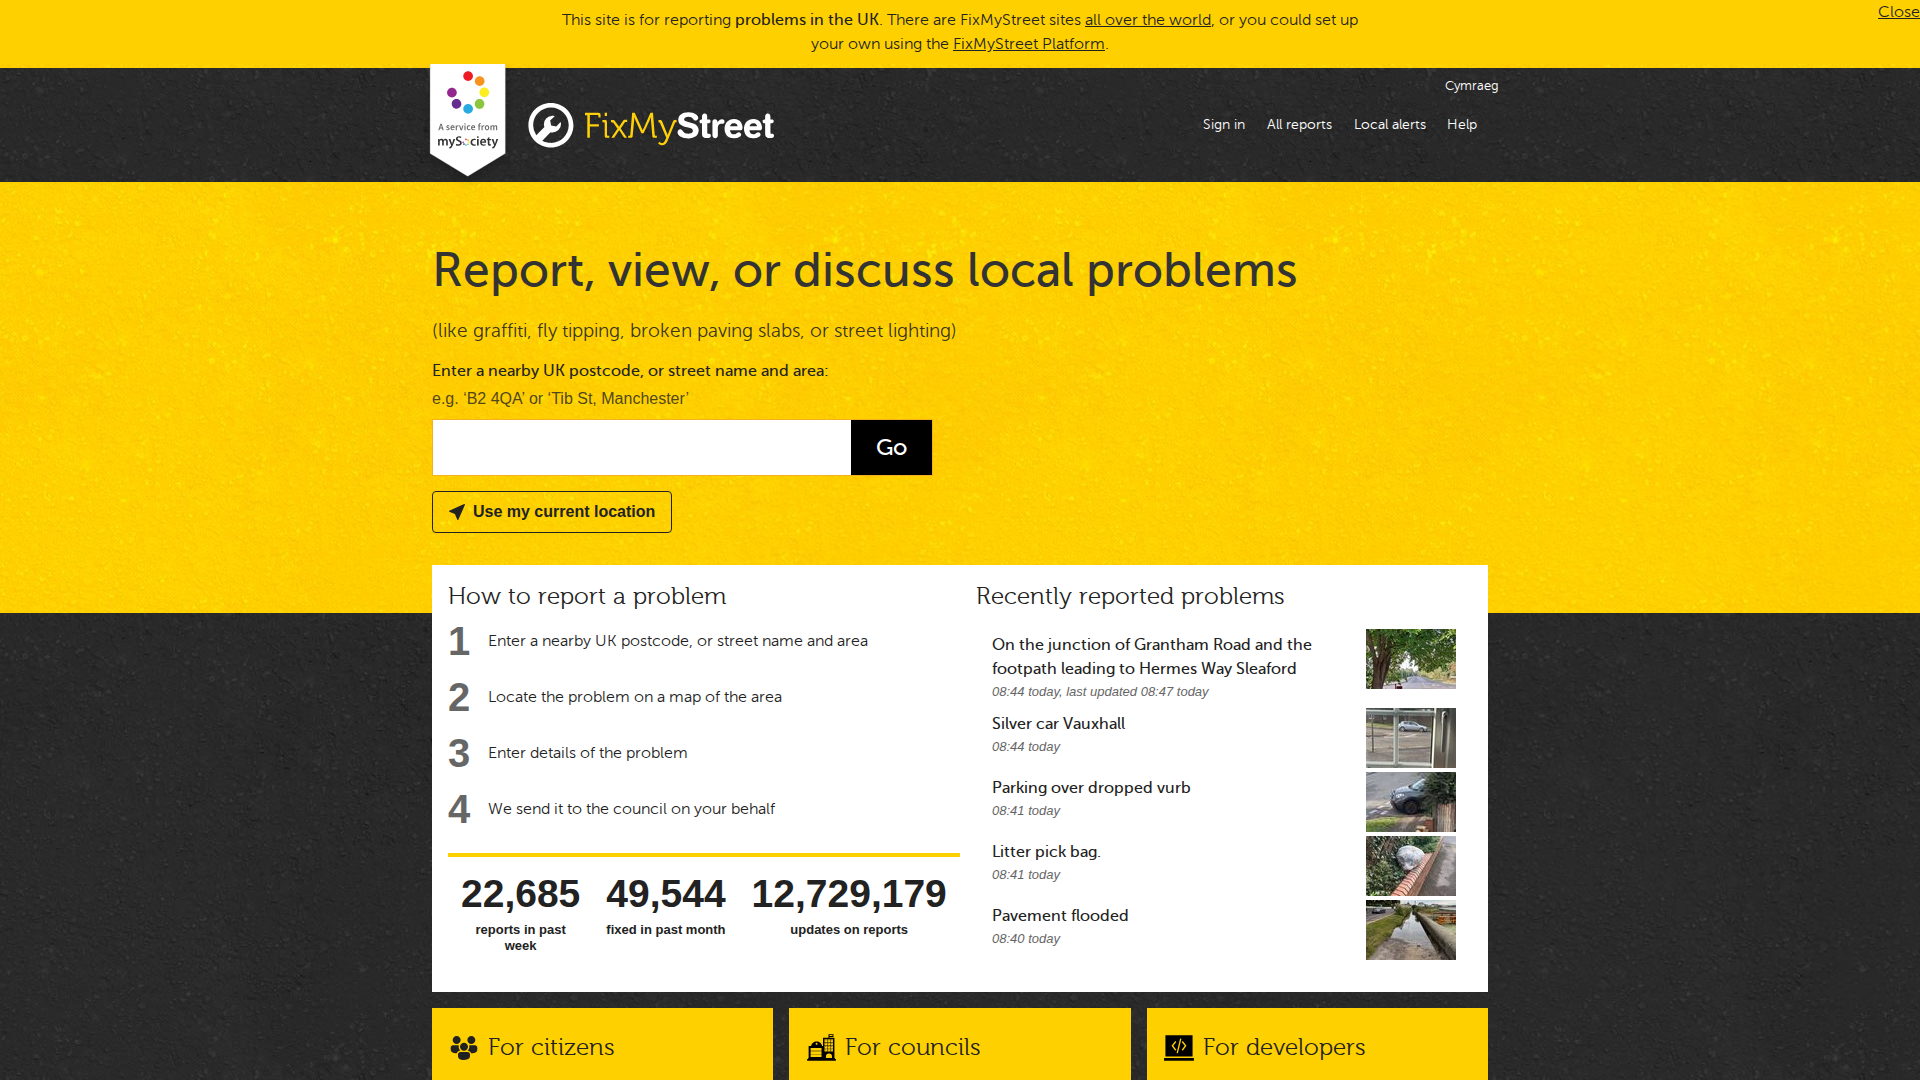 This site is for reporting problems in the UK. There are FixMyStreet sites all over the world, or you could set up
your own using the FixMyStreet Platform.
Close
A service from
mySociety
FixMyStreet
Cymraeg
Sign in
All reports
Local alerts
Help
Report, view, or discuss local problems
(like graffiti, fly tipping, broken paving slabs, or street lighting)
Enter a nearby UK postcode, or street name and area:
e.g. ‘B2 4QA’ or ‘Tib St, Manchester’
Go
Use my current location
How to report a problem
1 Enter a nearby UK postcode, or street name and area
2 Locate the problem on a map of the area
3 Enter details of the problem
4 We send it to the council on your behalf
22,685
reports in past
week
49,544
fixed in past month
12,729,179
updates on reports
Recently reported problems
On the junction of Grantham Road and the
footpath leading to Hermes Way Sleaford
08:44 today, last updated 08:47 today
Silver car Vauxhall
08:44 today
Parking over dropped vurb
08:41 today
Litter pick bag.
08:41 today
Pavement flooded
08:40 today
For citizens
For councils
For developers